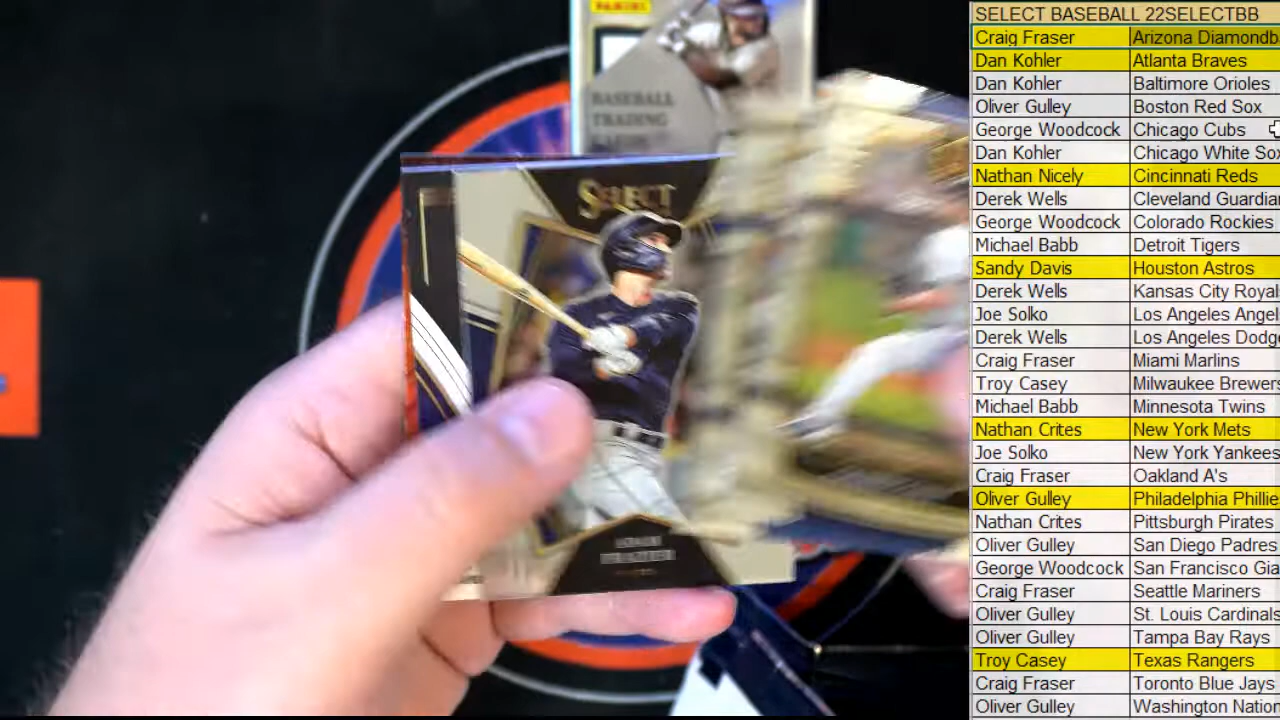 PANINI
BASEBALL
TRADING
SELECT
SELECT BASEBALL 22SELECTBB
Craig Fraser Arizona Diamondb
Dan Kohler Atlanta Braves
Dan Kohler Baltimore Orioles
Oliver Gulley Boston Red Sox
George Woodcock Chicago Cubs
Dan Kohler Chicago White Sox
Nathan Nicely Cincinnati Reds
Derek Wells Cleveland Guardian
George Woodcock Colorado Rockies
Michael Babb Detroit Tigers
Sandy Davis Houston Astros
Derek Wells Kansas City Royal
Joe Solko Los Angeles Angel
Derek Wells Los Angeles Dodge
Craig Fraser Miami Marlins
Troy Casey Milwaukee Brewers
Michael Babb Minnesota Twins
Nathan Crites New York Mets
Joe Solko New York Yankees
Craig Fraser Oakland A's
Oliver Gulley Philadelphia Phillie
Nathan Crites Pittsburgh Pirates
Oliver Gulley San Diego Padres
George Woodcock San Francisco Gia
Craig Fraser Seattle Mariners
Oliver Gulley St. Louis Cardinals
Oliver Gulley Tampa Bay Rays
Troy Casey Texas Rangers
Craig Fraser Toronto Blue Jays
Oliver Gulley Washington Nation